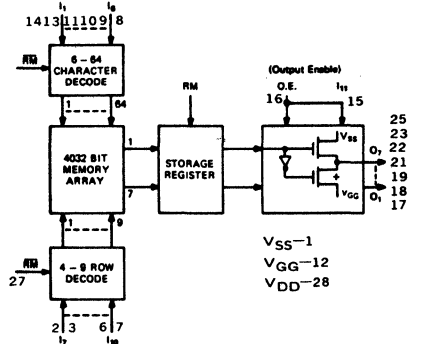 I1 I6
14 13 11 10 9 8
6 – 64
CHARACTER
DECODE
RM
1 64
4032 BIT
MEMORY
ARRAY
1
7
RM
STORAGE
REGISTER
(Output Enable)
O.E. I11
16 15
VSS
VGG
+
O7
O1
25
23
22
21
19
18
17
1 9
4 – 9 ROW
DECODE
RM
27
2 3 6 7
I7 I10
VSS—1
VGG—12
VDD—28